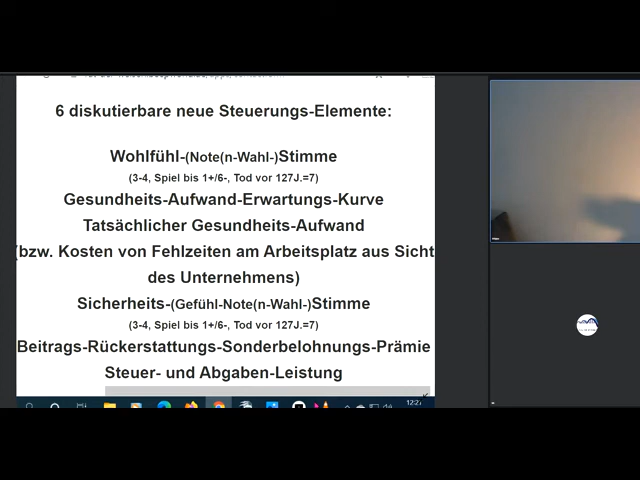 6 diskutierbare neue Steuerungs-Elemente:
Wohlfühl-(Note(n-Wahl-)Stimme
(3-4, Spiel bis 1+/6-, Tod vor 127J.=7)
Gesundheits-Aufwand-Erwartungs-Kurve
Tatsächlicher Gesundheits-Aufwand
(bzw. Kosten von Fehlzeiten am Arbeitsplatz aus Sicht
des Unternehmens)
Sicherheits-(Gefühl-Note(n-Wahl-)Stimme
(3-4, Spiel bis 1+/6-, Tod vor 127J.=7)
Beitrags-Rückerstattungs-Sonderbelohnungs-Prämie
Steuer- und Abgaben-Leistung